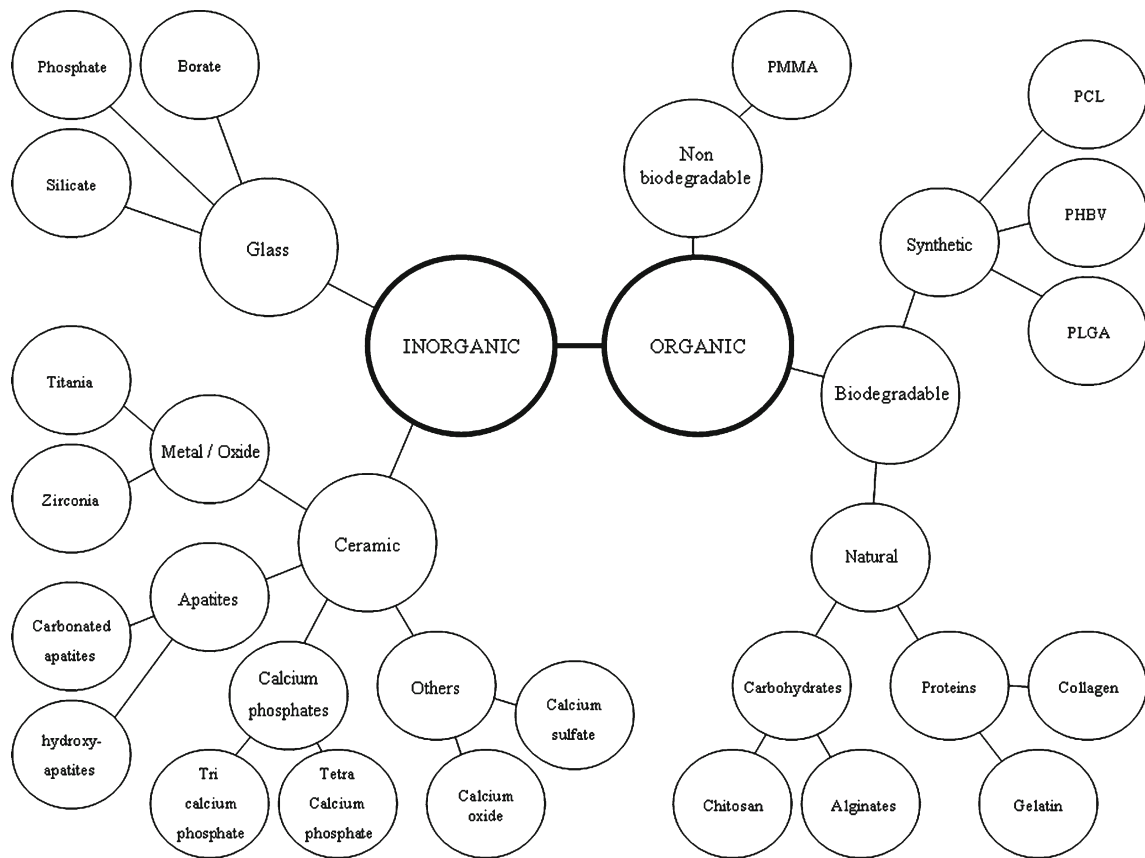 Phosphate
Borate
PMMA
PCL
Non
biodegradable
Silicate
PHBV
Glass
Synthetic
PLGA
INORGANIC
ORGANIC
Titania
Biodegradable
Metal / Oxide
Zirconia
Ceramic
Natural
Apatites
Carbonated
apatites
Calcium
phosphates
Others
Carbohydrates
Proteins
Collagen
Calcium
sulfate
hydroxy-
apatites
Tri
calcium
phosphate
Tetra
Calcium
phosphate
Calcium
oxide
Chitosan
Alginates
Gelatin